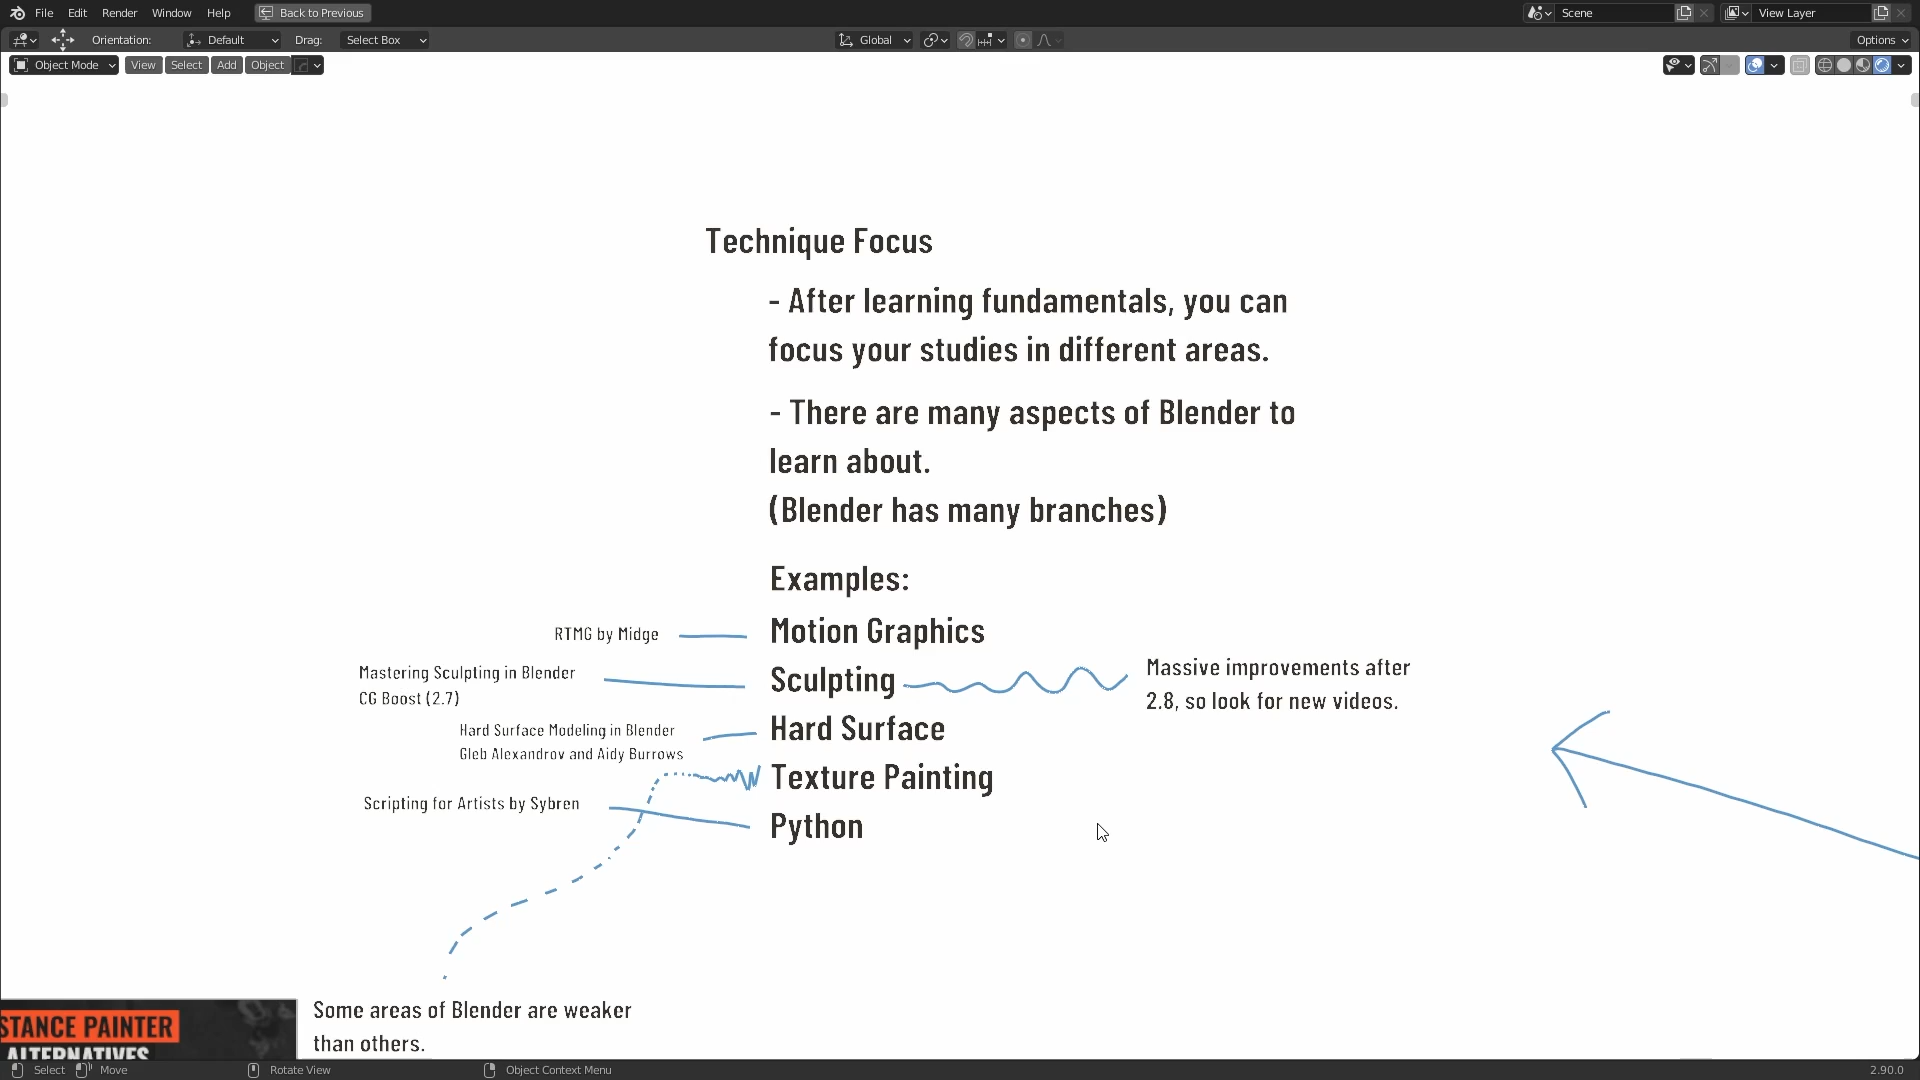 File Edit Render Window Help Back to Previous Scene View Layer
Orientation: Default Drag: Select Box Global Options
Object Mode View Select Add Object
Technique Focus
- After learning fundamentals, you can
focus your studies in different areas.
- There are many aspects of Blender to
learn about.
(Blender has many branches)
Examples:
RTMG by Midge
Motion Graphics
Mastering Sculpting in Blender
CG Boost (2.7)
Sculpting
Massive improvements after
2.8, so look for new videos.
Hard Surface Modeling in Blender
Gleb Alexandrov and Aidy Burrows
Hard Surface
Texture Painting
Scripting for Artists by Sybren
Python
STANCE PAINTER
ALTERNATIVES
Some areas of Blender are weaker
than others.
Select Move Rotate View Object Context Menu 2.90.0